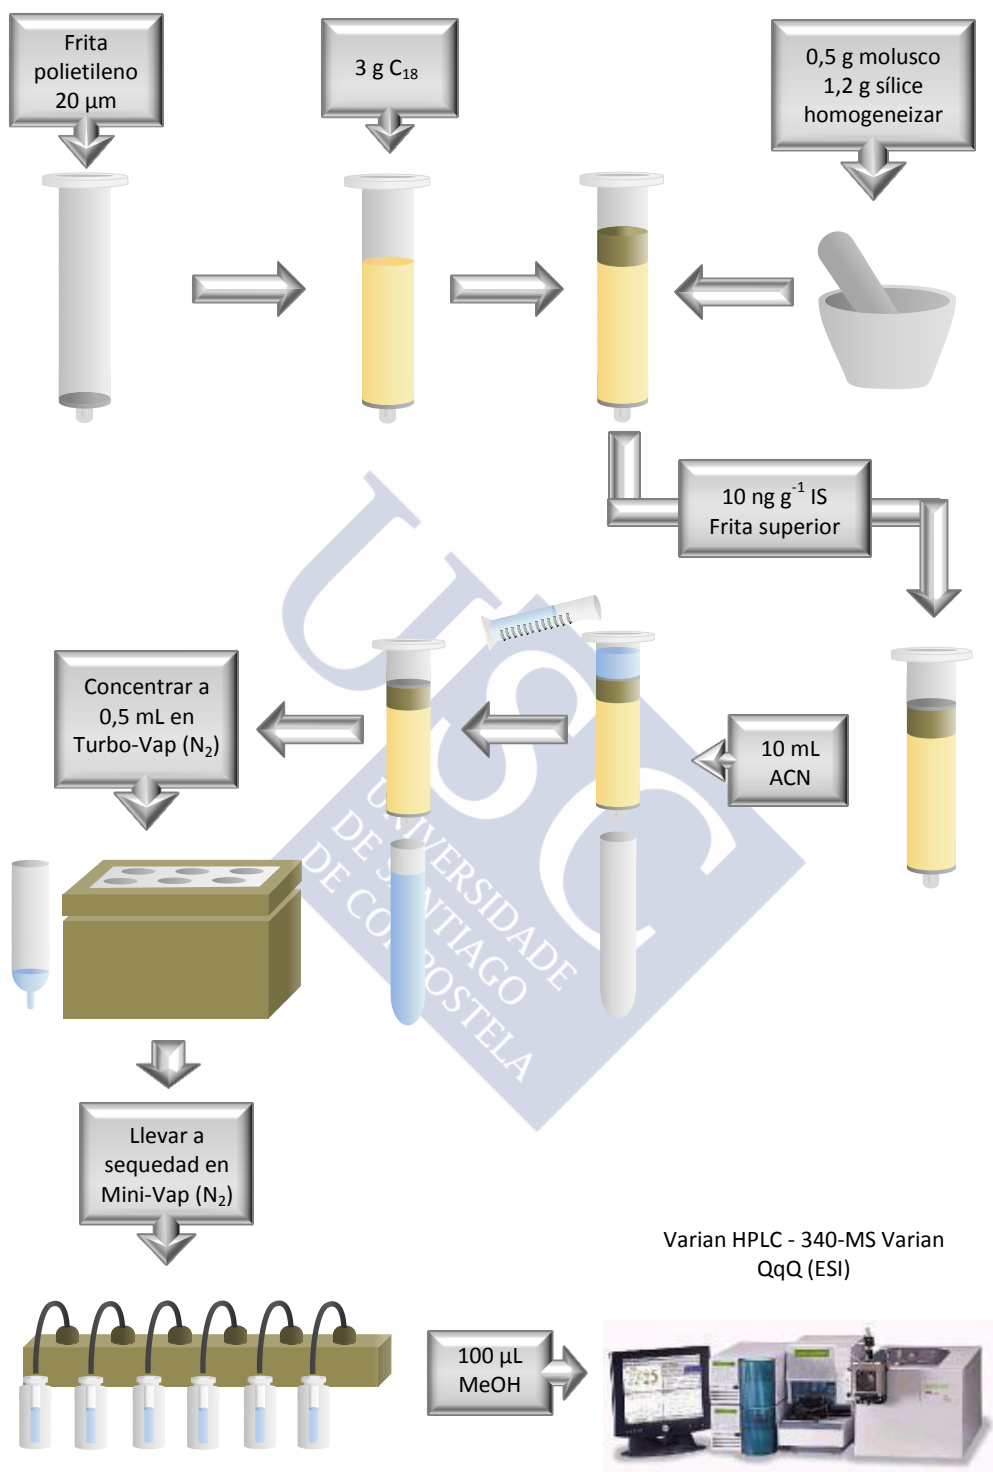 Frita
polietileno
20 µm
3 g C₁₈
0,5 g molusco
1,2 g sílice
homogeneizar
10 ng g⁻¹ IS
Frita superior
10 mL
ACN
Concentrar a
0,5 mL en
Turbo-Vap (N₂)
USC
UNIVERSIDADE
DE SANTIAGO
DE COMPOSTELA
Llevar a
sequedad en
Mini-Vap (N₂)
100 µL
MeOH
Varian HPLC - 340-MS Varian
QqQ (ESI)